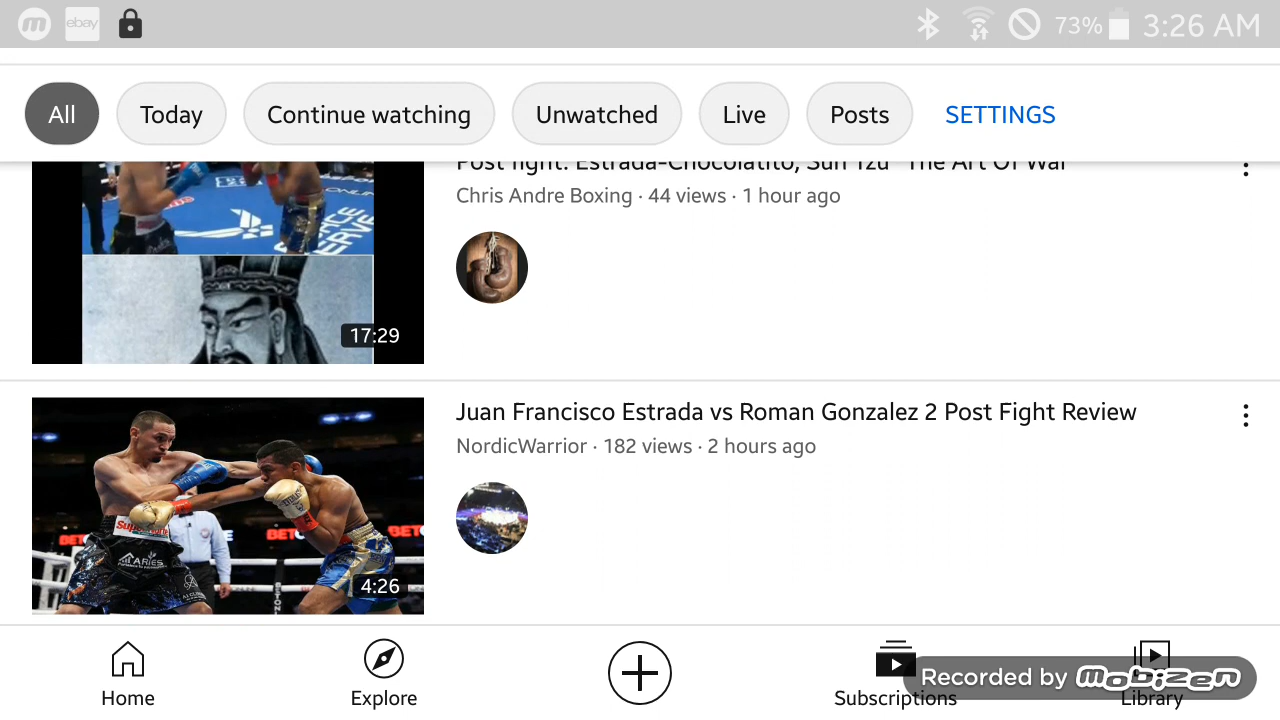 m ebay 73% 3:26 AM
All Today Continue watching Unwatched Live Posts SETTINGS
Post fight: Estrada-Chocolatito, Sun Tzu "The Art Of War"
Chris Andre Boxing · 44 views · 1 hour ago
17:29
Juan Francisco Estrada vs Roman Gonzalez 2 Post Fight Review
NordicWarrior · 182 views · 2 hours ago
ARIES
4:26
Home Explore Subscriptions Library
Recorded by mobizen